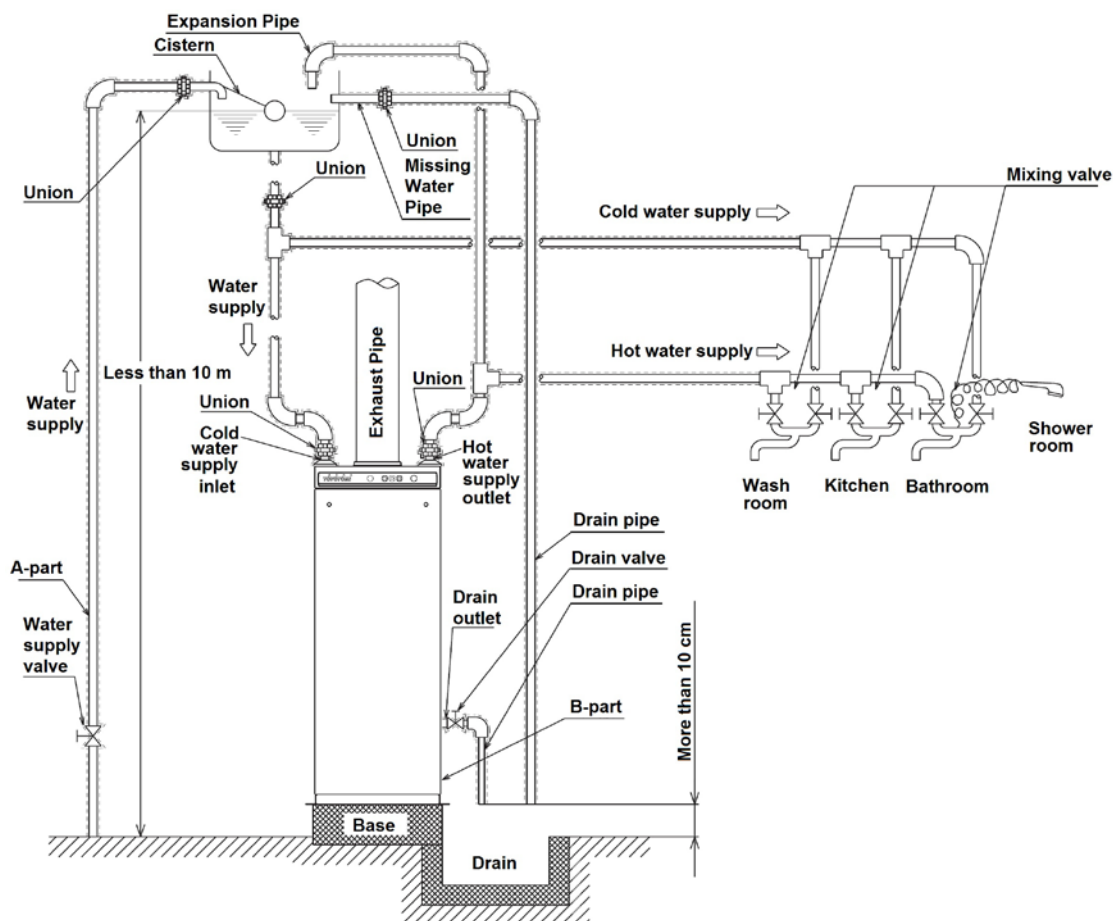 Expansion Pipe
Cistern
Union
Missing
Water
Pipe
Union
Union
Mixing valve
Cold water supply
Water
supply
Hot water supply
Less than 10 m
Exhaust Pipe
Water
supply
Union
Cold
water
supply
inlet
Union
Hot
water
supply
outlet
Shower
room
Wash
room
Kitchen
Bathroom
Drain pipe
Drain valve
Drain pipe
Drain
outlet
A-part
Water
supply
valve
B-part
More than 10 cm
Base
Drain